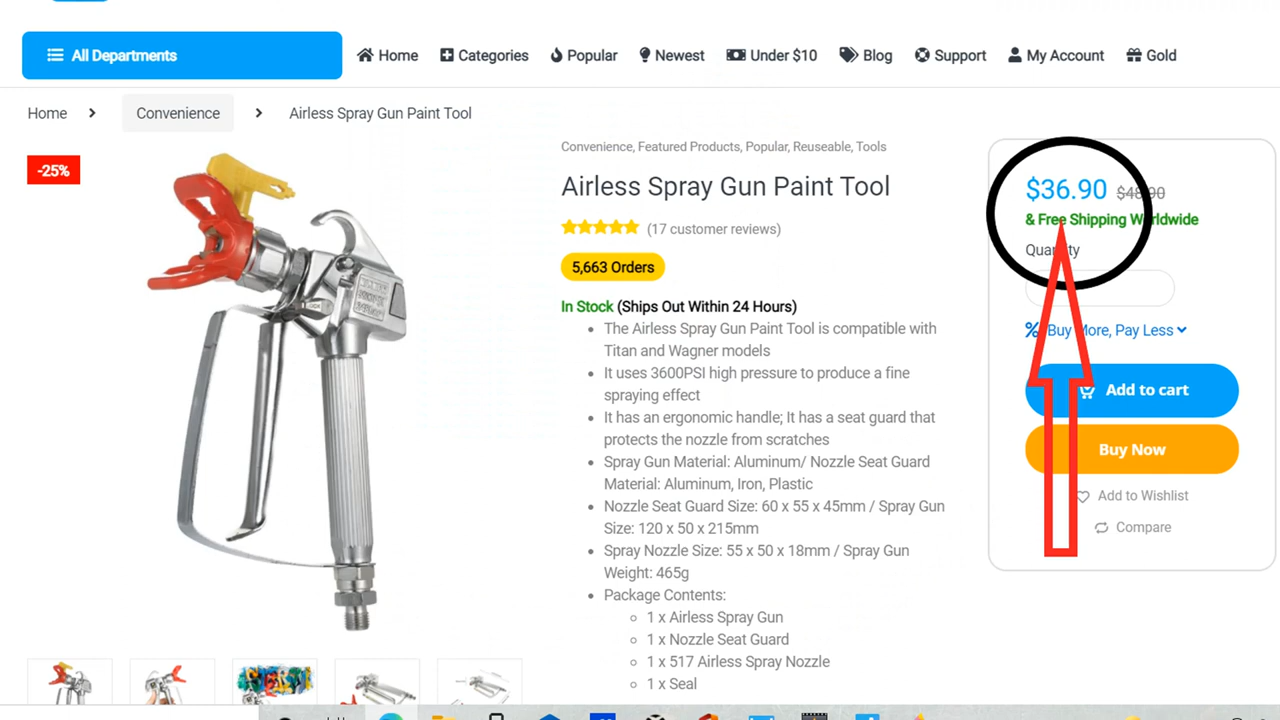 All Departments
Home
Categories
Popular
Newest
Under $10
Blog
Support
My Account
Gold
Home
Convenience
Airless Spray Gun Paint Tool
-25%
Convenience, Featured Products, Popular, Reuseable, Tools
Airless Spray Gun Paint Tool
(17 customer reviews)
5,663 Orders
In Stock (Ships Out Within 24 Hours)
The Airless Spray Gun Paint Tool is compatible with
Titan and Wagner models
It uses 3600PSI high pressure to produce a fine
spraying effect
It has an ergonomic handle; It has a seat guard that
protects the nozzle from scratches
Spray Gun Material: Aluminum/ Nozzle Seat Guard
Material: Aluminum, Iron, Plastic
Nozzle Seat Guard Size: 60 x 55 x 45mm / Spray Gun
Size: 120 x 50 x 215mm
Spray Nozzle Size: 55 x 50 x 18mm / Spray Gun
Weight: 465g
Package Contents:
1 x Airless Spray Gun
1 x Nozzle Seat Guard
1 x 517 Airless Spray Nozzle
1 x Seal
$36.90 $48.90
& Free Shipping Worldwide
Quantity
Buy More, Pay Less
Add to cart
Buy Now
Add to Wishlist
Compare